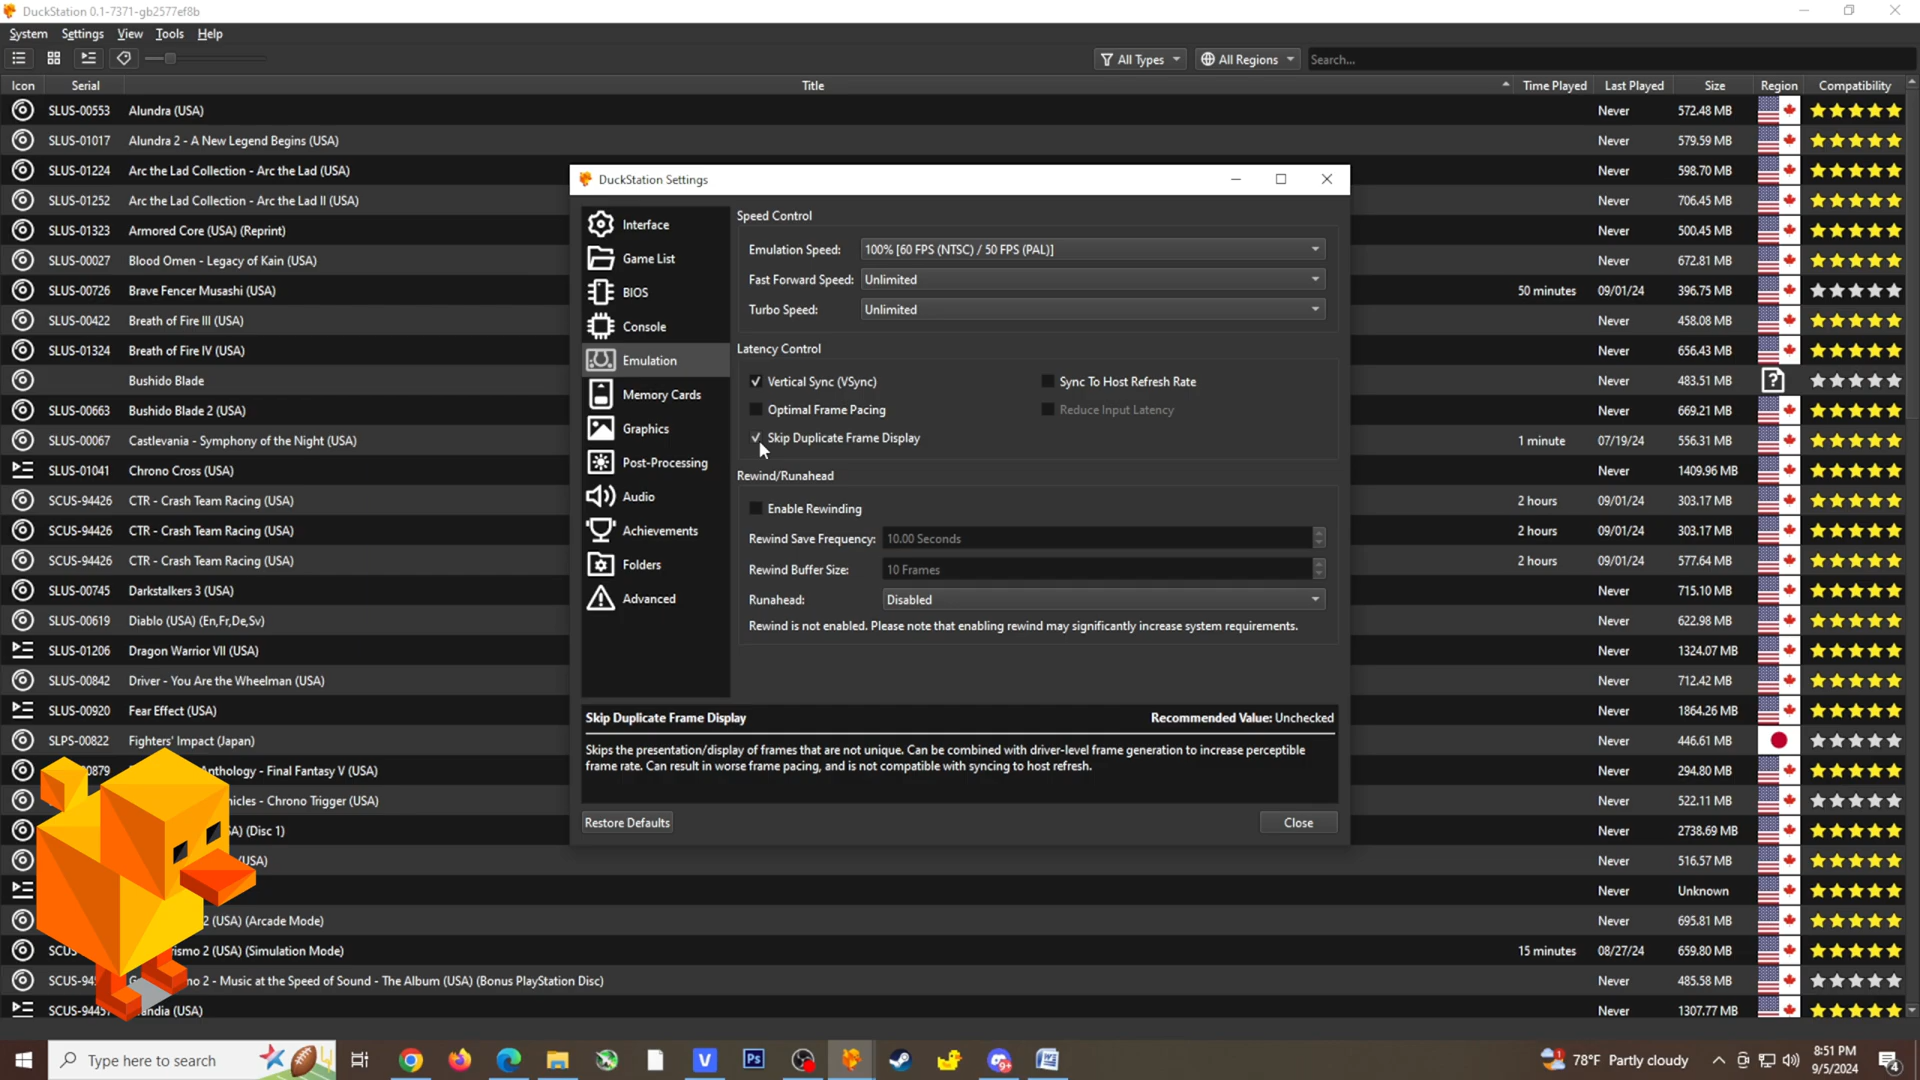 DuckStation 0.1-7371-gb2577ef8b
System Settings View Tools Help
All Types All Regions Search...
Icon Serial Title Time Played Last Played Size Region Compatibility
SLUS-00553 Alundra (USA) Never 572.48 MB
SLUS-01017 Alundra 2 - A New Legend Begins (USA) Never 579.59 MB
SLUS-01224 Arc the Lad Collection - Arc the Lad (USA) Never 598.70 MB
SLUS-01252 Arc the Lad Collection - Arc the Lad II (USA) Never 706.45 MB
SLUS-01323 Armored Core (USA) (Reprint) Never 500.45 MB
SLUS-00027 Blood Omen - Legacy of Kain (USA) Never 672.81 MB
SLUS-00726 Brave Fencer Musashi (USA) 50 minutes 09/01/24 396.75 MB
SLUS-00422 Breath of Fire III (USA) Never 458.08 MB
SLUS-01324 Breath of Fire IV (USA) Never 656.43 MB
Bushido Blade Never 483.51 MB
SLUS-00663 Bushido Blade 2 (USA) Never 669.21 MB
SLUS-00067 Castlevania - Symphony of the Night (USA) 1 minute 07/19/24 556.31 MB
SLUS-01041 Chrono Cross (USA) Never 1409.96 MB
SCUS-94426 CTR - Crash Team Racing (USA) 2 hours 09/01/24 303.17 MB
SCUS-94426 CTR - Crash Team Racing (USA) 2 hours 09/01/24 303.17 MB
SCUS-94426 CTR - Crash Team Racing (USA) 2 hours 09/01/24 577.64 MB
SLUS-00745 Darkstalkers 3 (USA) Never 715.10 MB
SLUS-00619 Diablo (USA) (En,Fr,De,Sv) Never 622.98 MB
SLUS-01206 Dragon Warrior VII (USA) Never 1324.07 MB
SLUS-00842 Driver - You Are the Wheelman (USA) Never 712.42 MB
SLUS-00920 Fear Effect (USA) Never 1864.26 MB
SLPS-00822 Fighters' Impact (Japan) Never 446.61 MB
0879 Anthology - Final Fantasy V (USA) Never 294.80 MB
nicles - Chrono Trigger (USA) Never 522.11 MB
(Disc 1) Never 2738.69 MB
(USA) Never 516.57 MB
Never Unknown
2 (USA) (Arcade Mode) Never 695.81 MB
SCUS- rismo 2 (USA) (Simulation Mode) 15 minutes 08/27/24 659.80 MB
SCUS-94 no 2 - Music at the Speed of Sound - The Album (USA) (Bonus PlayStation Disc) Never 485.58 MB
SCUS-9445 andia (USA) Never 1307.77 MB
DuckStation Settings
Interface
Game List
BIOS
Console
Emulation
Memory Cards
Graphics
Post-Processing
Audio
Achievements
Folders
Advanced
Speed Control
Emulation Speed: 100% [60 FPS (NTSC) / 50 FPS (PAL)]
Fast Forward Speed: Unlimited
Turbo Speed: Unlimited
Latency Control
Vertical Sync (VSync) Sync To Host Refresh Rate
Optimal Frame Pacing Reduce Input Latency
Skip Duplicate Frame Display
Rewind/Runahead
Enable Rewinding
Rewind Save Frequency: 10.00 Seconds
Rewind Buffer Size: 10 Frames
Runahead: Disabled
Rewind is not enabled. Please note that enabling rewind may significantly increase system requirements.
Skip Duplicate Frame Display Recommended Value: Unchecked
Skips the presentation/display of frames that are not unique. Can be combined with driver-level frame generation to increase perceptible
frame rate. Can result in worse frame pacing, and is not compatible with syncing to host refresh.
Restore Defaults Close
Type here to search
78°F Partly cloudy
8:51 PM
9/5/2024